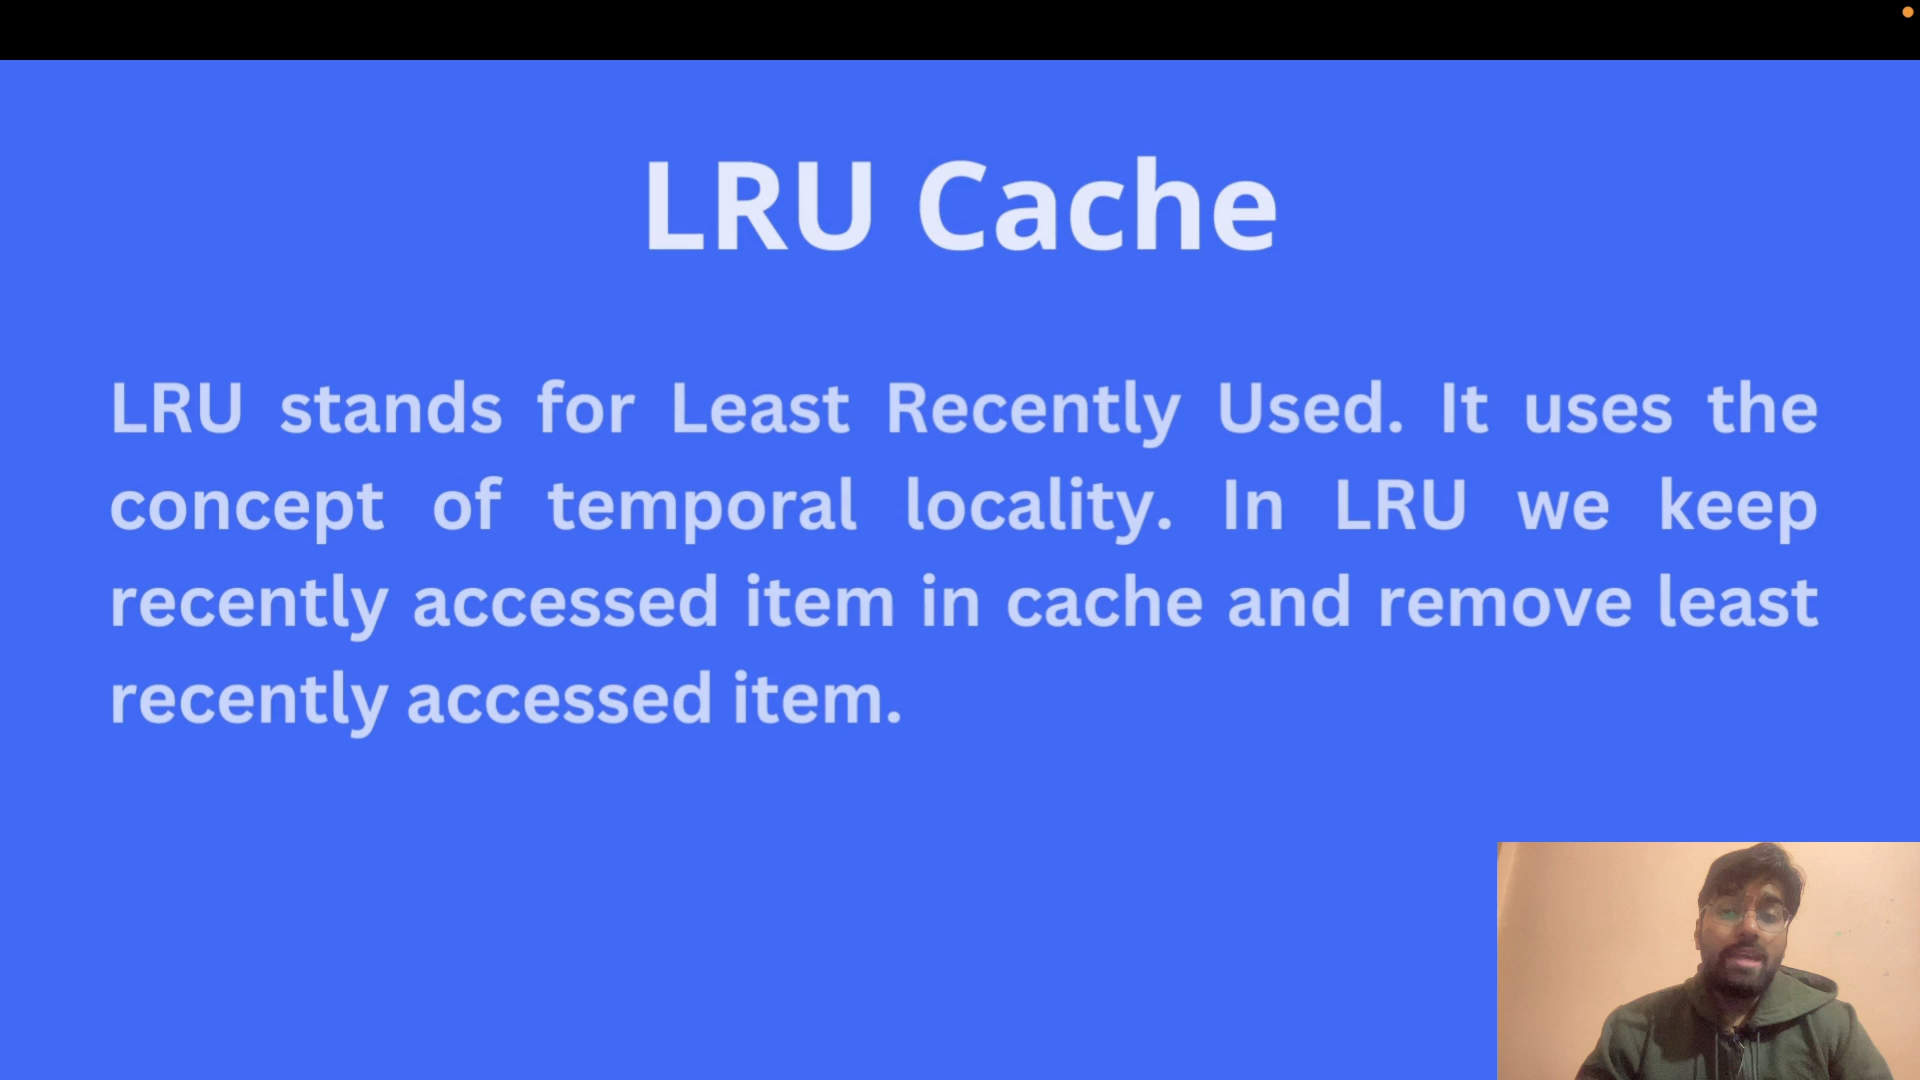 LRU Cache
LRU stands for Least Recently Used. It uses the
concept of temporal locality. In LRU we keep
recently accessed item in cache and remove least
recently accessed item.